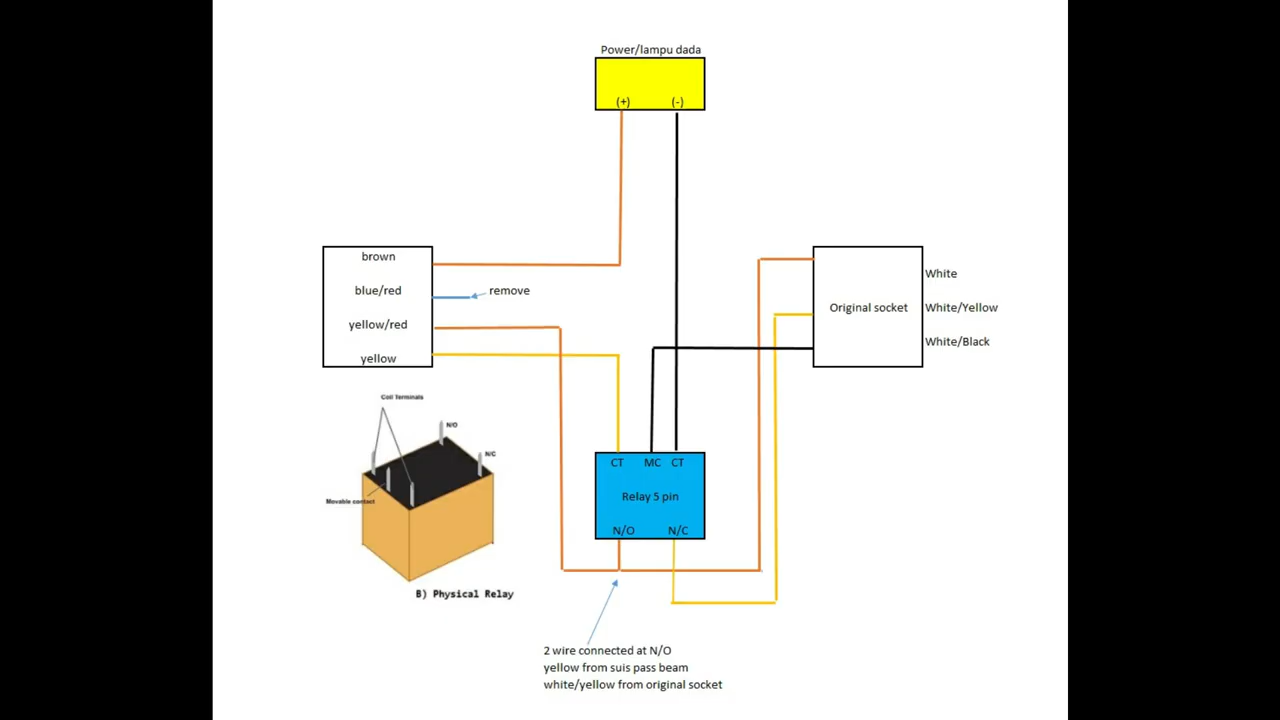 Power/lampu dada
(+) (-)
brown
blue/red
remove
yellow/red
yellow
Original socket
White
White/Yellow
White/Black
Coil Terminals
N/O
N/C
Movable contact
B) Physical Relay
CT MC CT
Relay 5 pin
N/O N/C
2 wire connected at N/O
yellow from suis pass beam
white/yellow from original socket